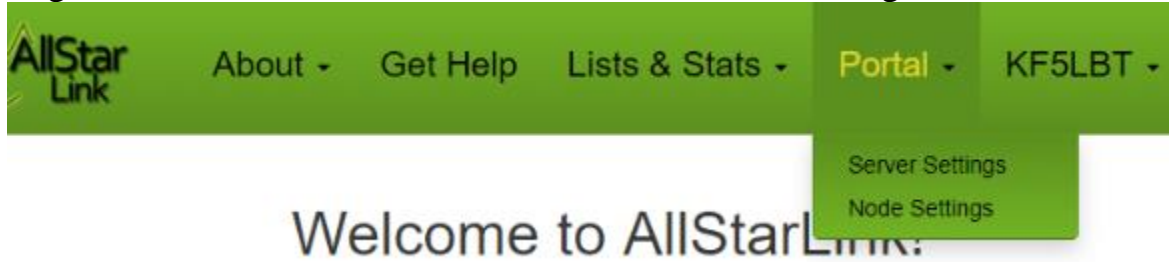 AllStar
Link
About
Get Help
Lists & Stats
Portal
KF5LBT
Server Settings
Node Settings
Welcome to AllStarLink!